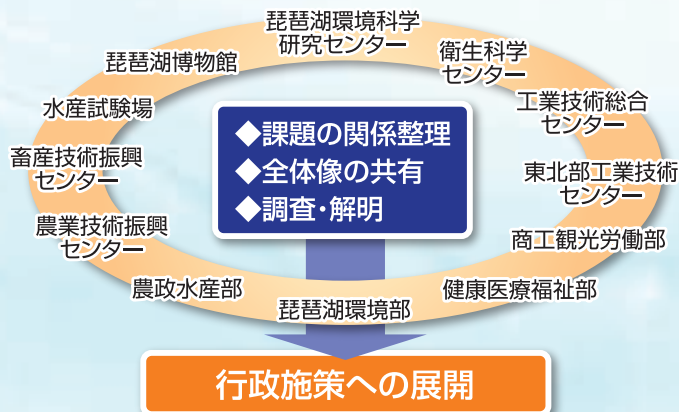 琵琶湖環境科学
研究センター
衛生科学
センター
工業技術総合
センター
東北部工業技術
センター
商工観光労働部
健康医療福祉部
琵琶湖環境部
農政水産部
農業技術振興
センター
畜産技術振興
センター
水産試験場
琵琶湖博物館
◆課題の関係整理
◆全体像の共有
◆調査・解明
行政施策への展開